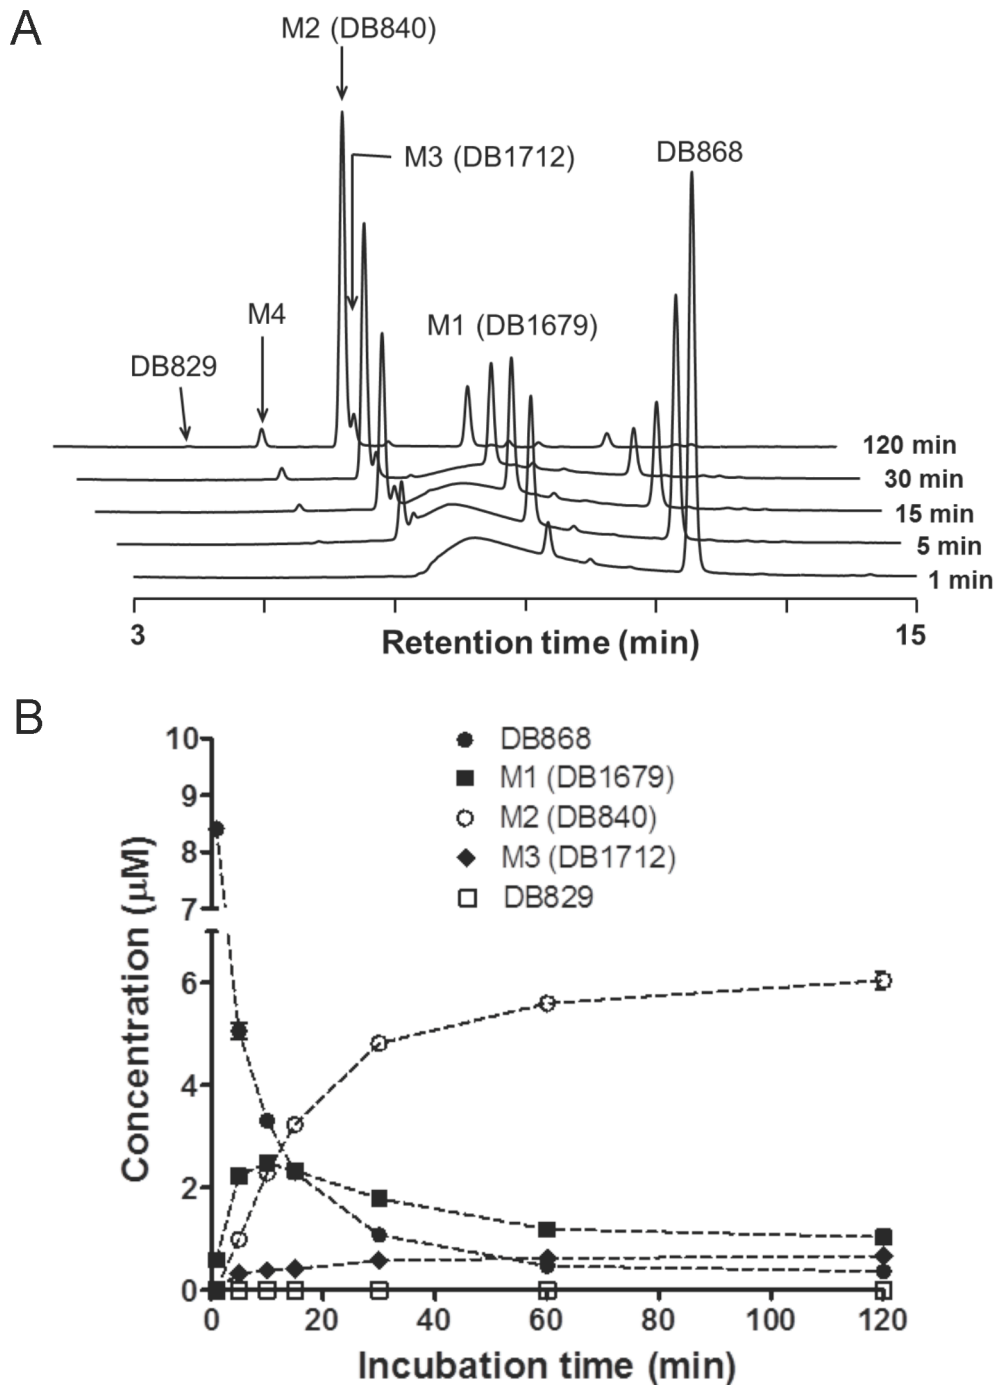 A
M2 (DB840)
M3 (DB1712)
DB868
M4
M1 (DB1679)
DB829
120 min
30 min
15 min
5 min
1 min
3
15
Retention time (min)
B
10
9
8
7
6
4
2
0
Concentration (µM)
DB868
M1 (DB1679)
M2 (DB840)
M3 (DB1712)
DB829
0 20 40 60 80 100 120
Incubation time (min)